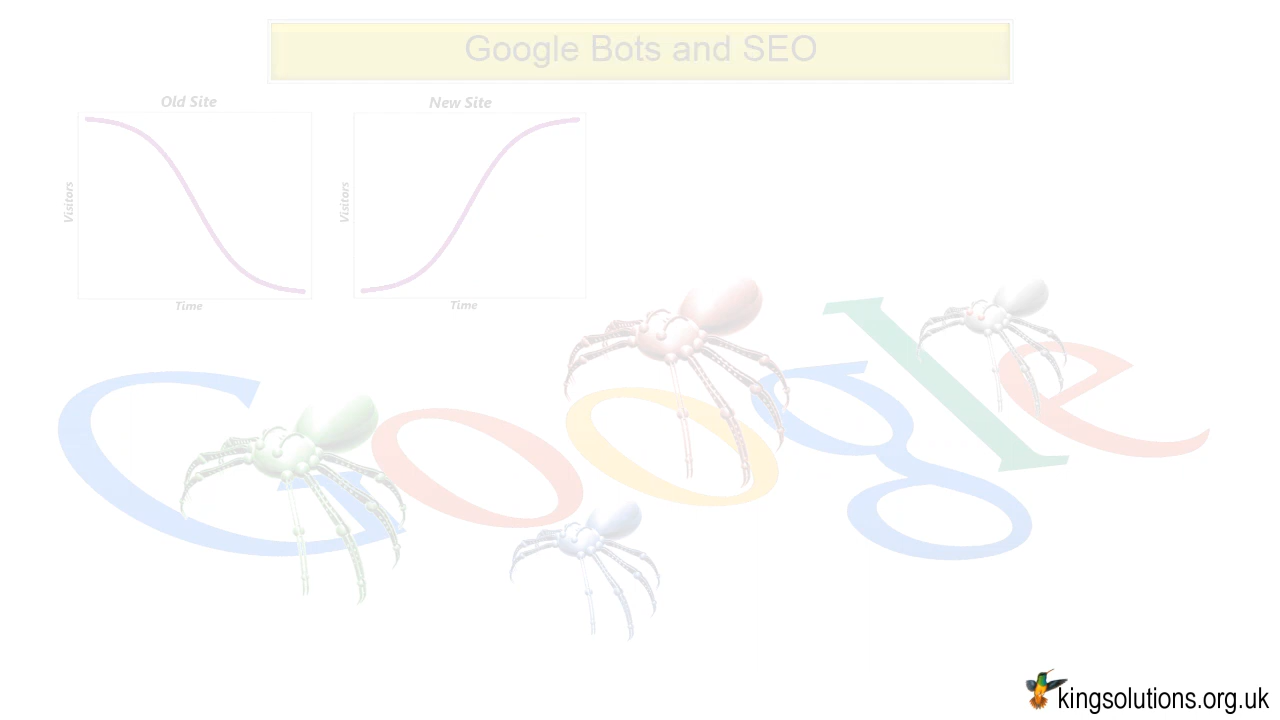 Google Bots and SEO
Old Site
New Site
Visitors
Visitors
Time
Time
Google
kingsolutions.org.uk